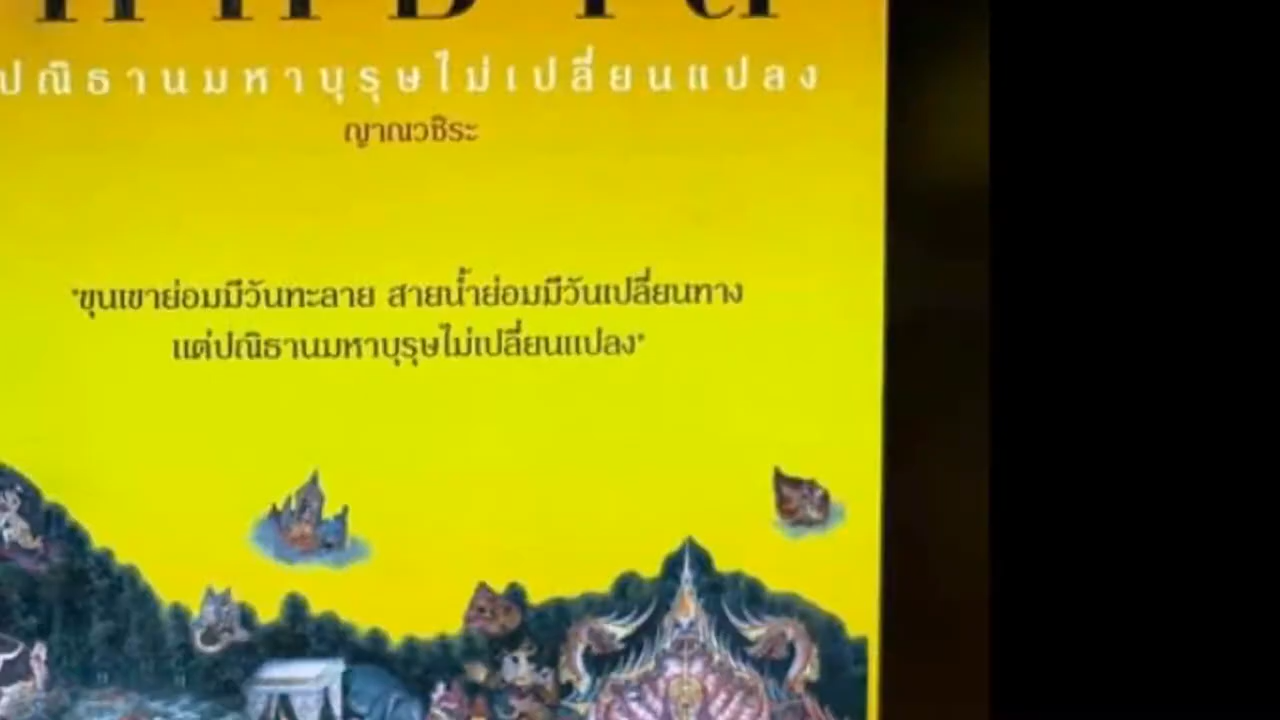 ปณิธานมหาบุรุษไม่เปลี่ยนแปลง
ญาณวชิระ
"ขุนเขาย่อมมีวันทะลาย สายน้ำย่อมมีวันเปลี่ยนทาง
แต่ปณิธานมหาบุรุษไม่เปลี่ยนแปลง"